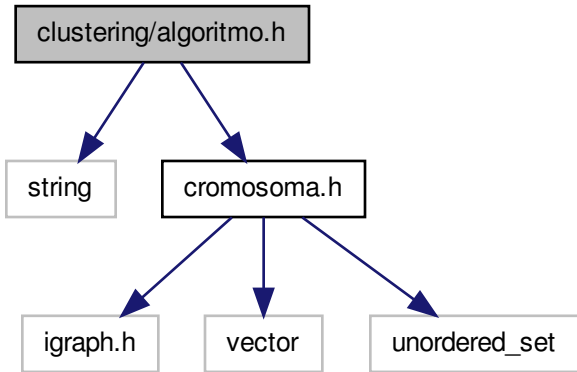 clustering/algoritmo.h
string
cromosoma.h
igraph.h
vector
unordered_set